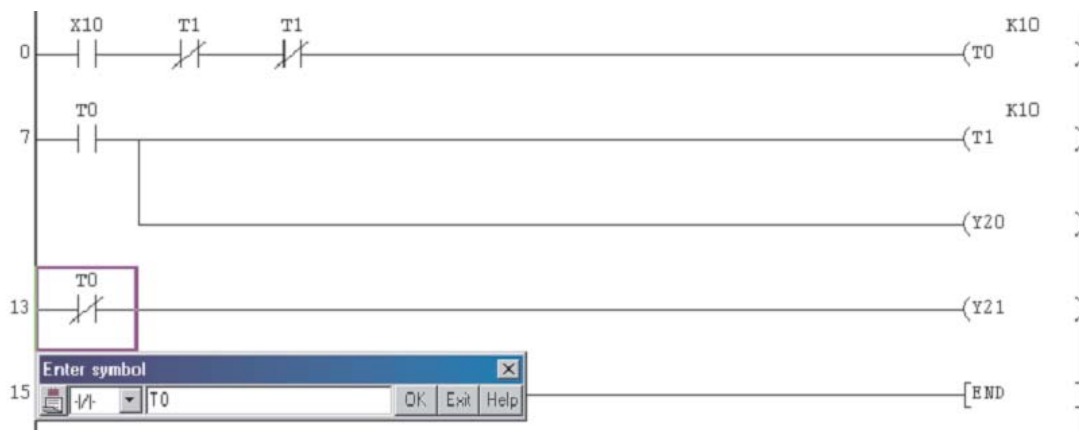 X10 T1 T1 K10
0 (T0 )
T0 K10
7 (T1 )
(Y20 )
T0
13 (Y21 )
Enter symbol
15 T0 OK Exit Help [END ]